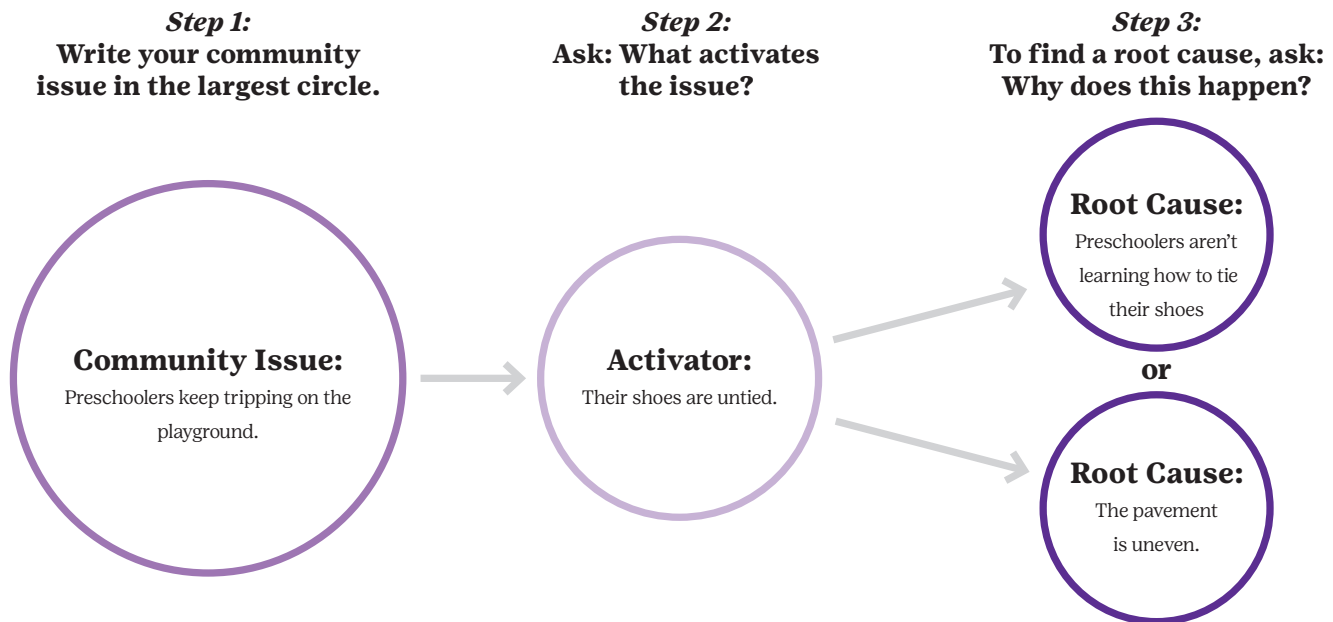 Step 1:
Write your community
issue in the largest circle.
Step 2:
Ask: What activates
the issue?
Step 3:
To find a root cause, ask:
Why does this happen?
Community Issue:
Preschoolers keep tripping on the
playground.
Activator:
Their shoes are untied.
Root Cause:
Preschoolers aren’t
learning how to tie
their shoes
or
Root Cause:
The pavement
is uneven.